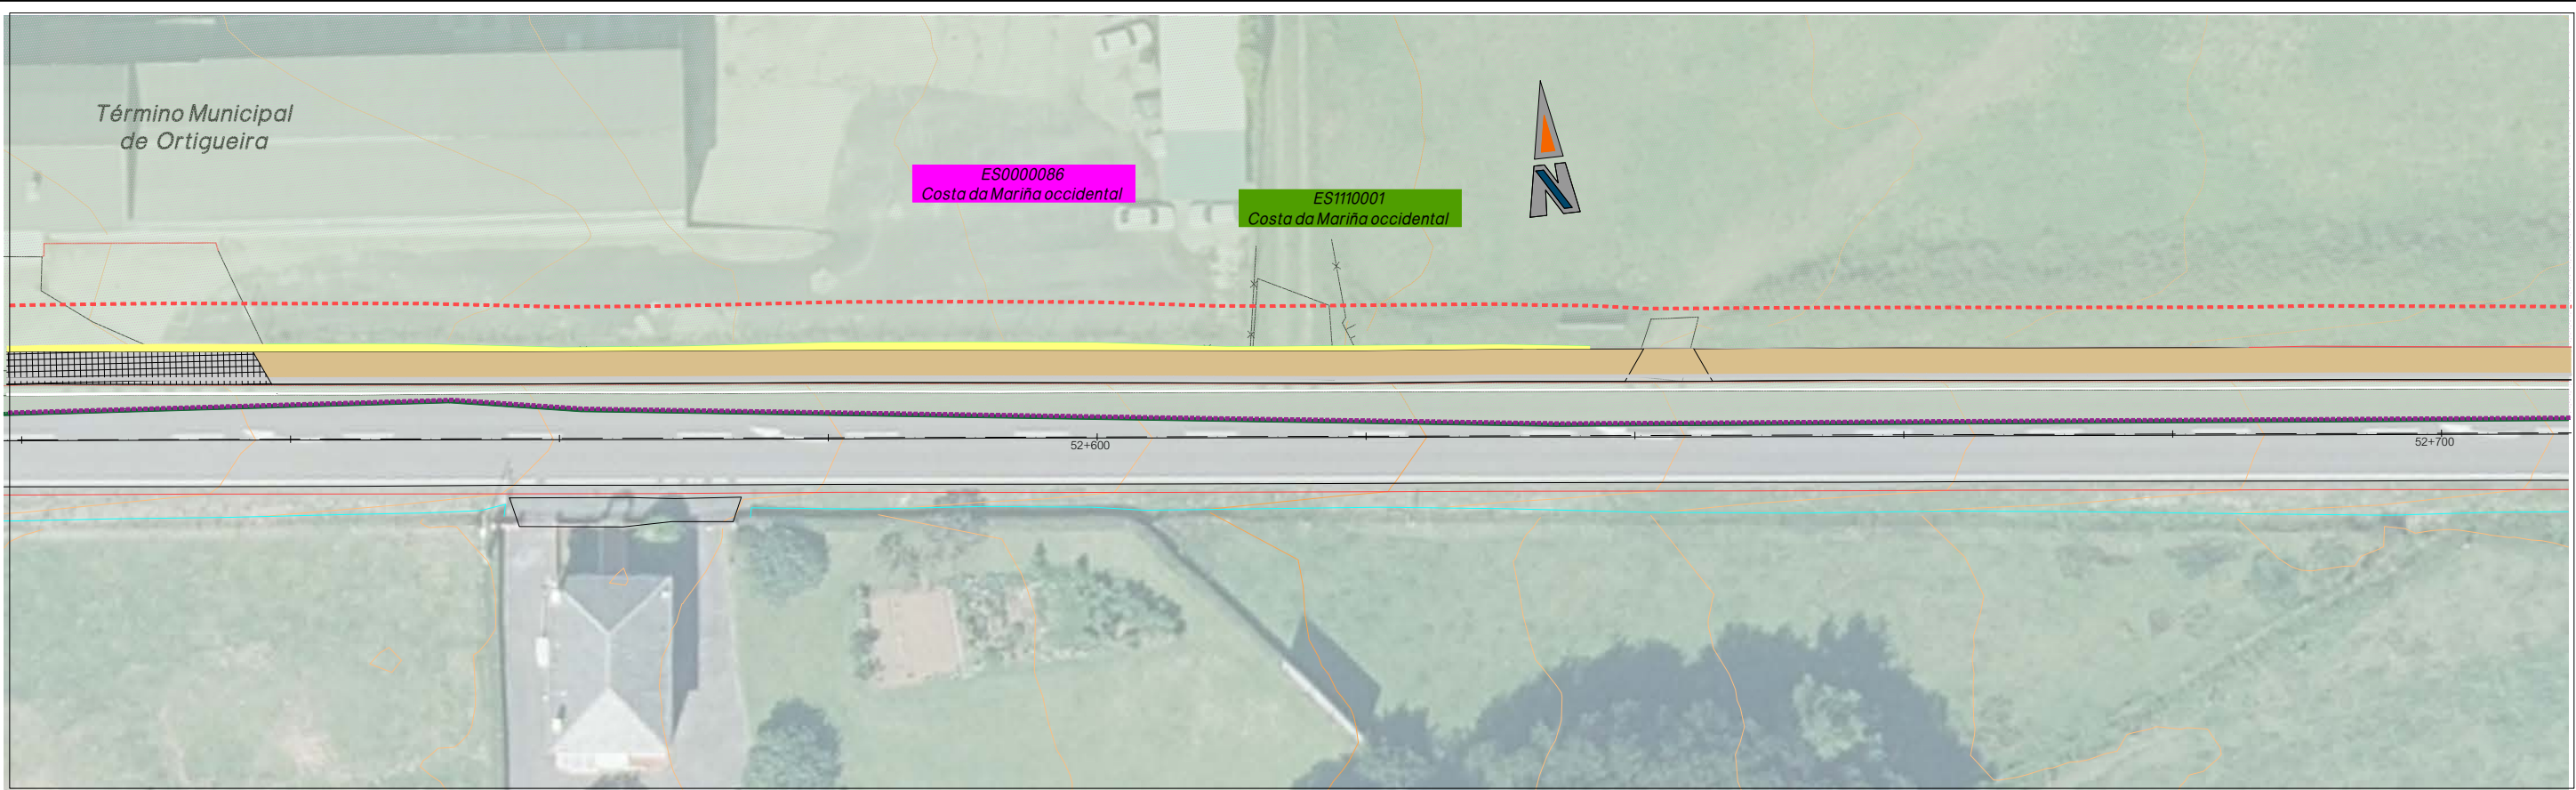 Término Municipal
de Ortigueira
ES0000086
Costa da Mariña occidental
ES1110001
Costa da Mariña occidental
N
52+600
52+700